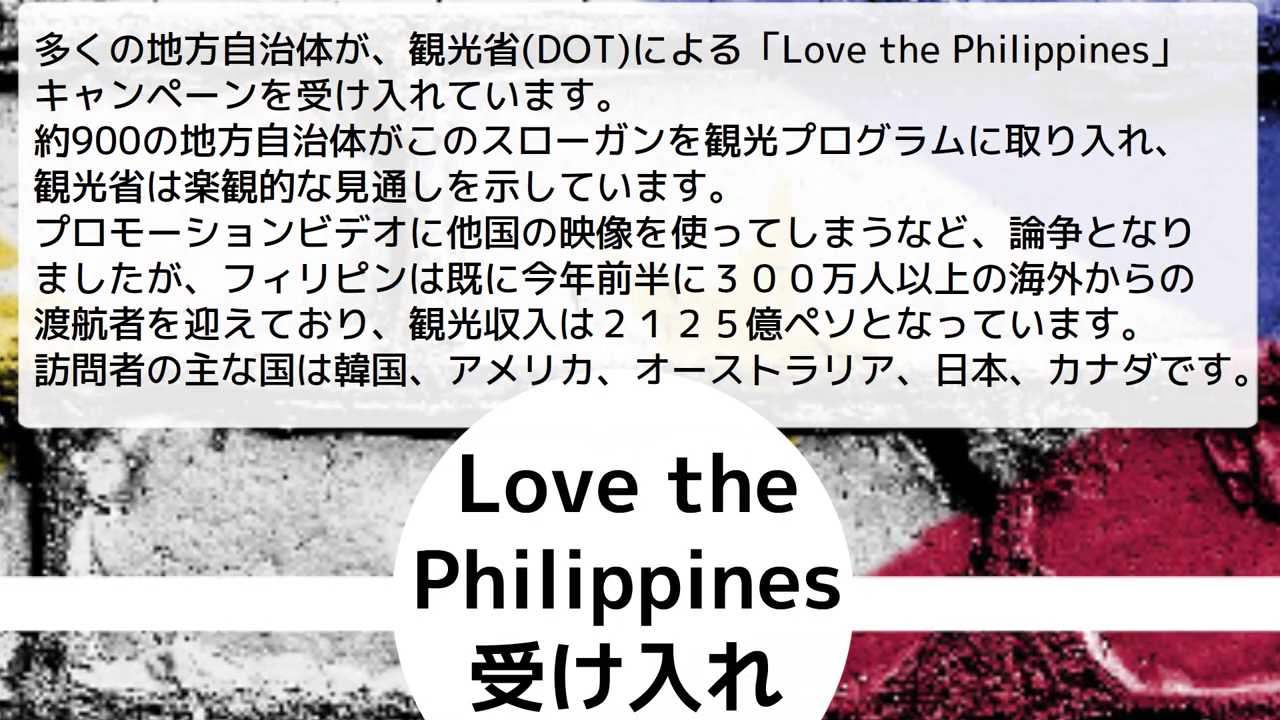 多くの地方自治体が、観光省(DOT)による「Love the Philippines」
キャンペーンを受け入れています。
約900の地方自治体がこのスローガンを観光プログラムに取り入れ、
観光省は楽観的な見通しを示しています。
プロモーションビデオに他国の映像を使ってしまうなど、論争となり
ましたが、フィリピンは既に今年前半に３００万人以上の海外からの
渡航者を迎えており、観光収入は２１２５億ペソとなっています。
訪問者の主な国は韓国、アメリカ、オーストラリア、日本、カナダです。
Love the
Philippines
受け入れ